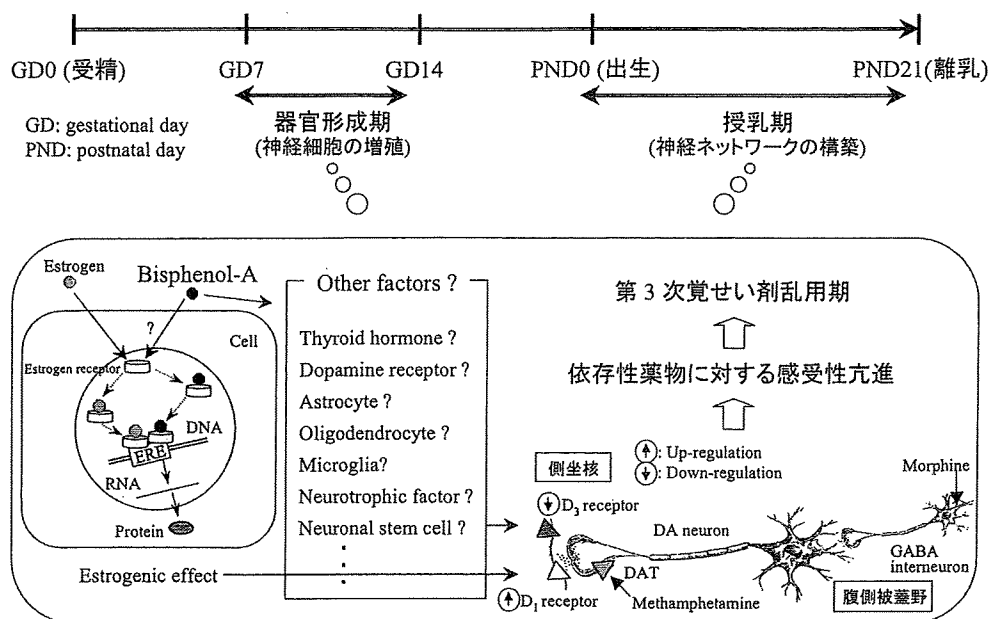 GD0 (受精)
GD7
GD14
PND0 (出生)
PND21(離乳)
GD: gestational day
PND: postnatal day
器官形成期
(神経細胞の増殖)
授乳期
(神経ネットワークの構築)
Estrogen
Bisphenol-A
?
Cell
Estrogen receptor
DNA
ERE
RNA
Protein
Estrogenic effect
Other factors ?
Thyroid hormone ?
Dopamine receptor ?
Astrocyte ?
Oligodendrocyte ?
Microglia?
Neurotrophic factor ?
Neuronal stem cell ?
第3次覚せい剤乱用期
依存性薬物に対する感受性亢進
側坐核
: Up-regulation
: Down-regulation
Morphine
D3 receptor
DA neuron
DAT
GABA
interneuron
D1 receptor
Methamphetamine
腹側被蓋野